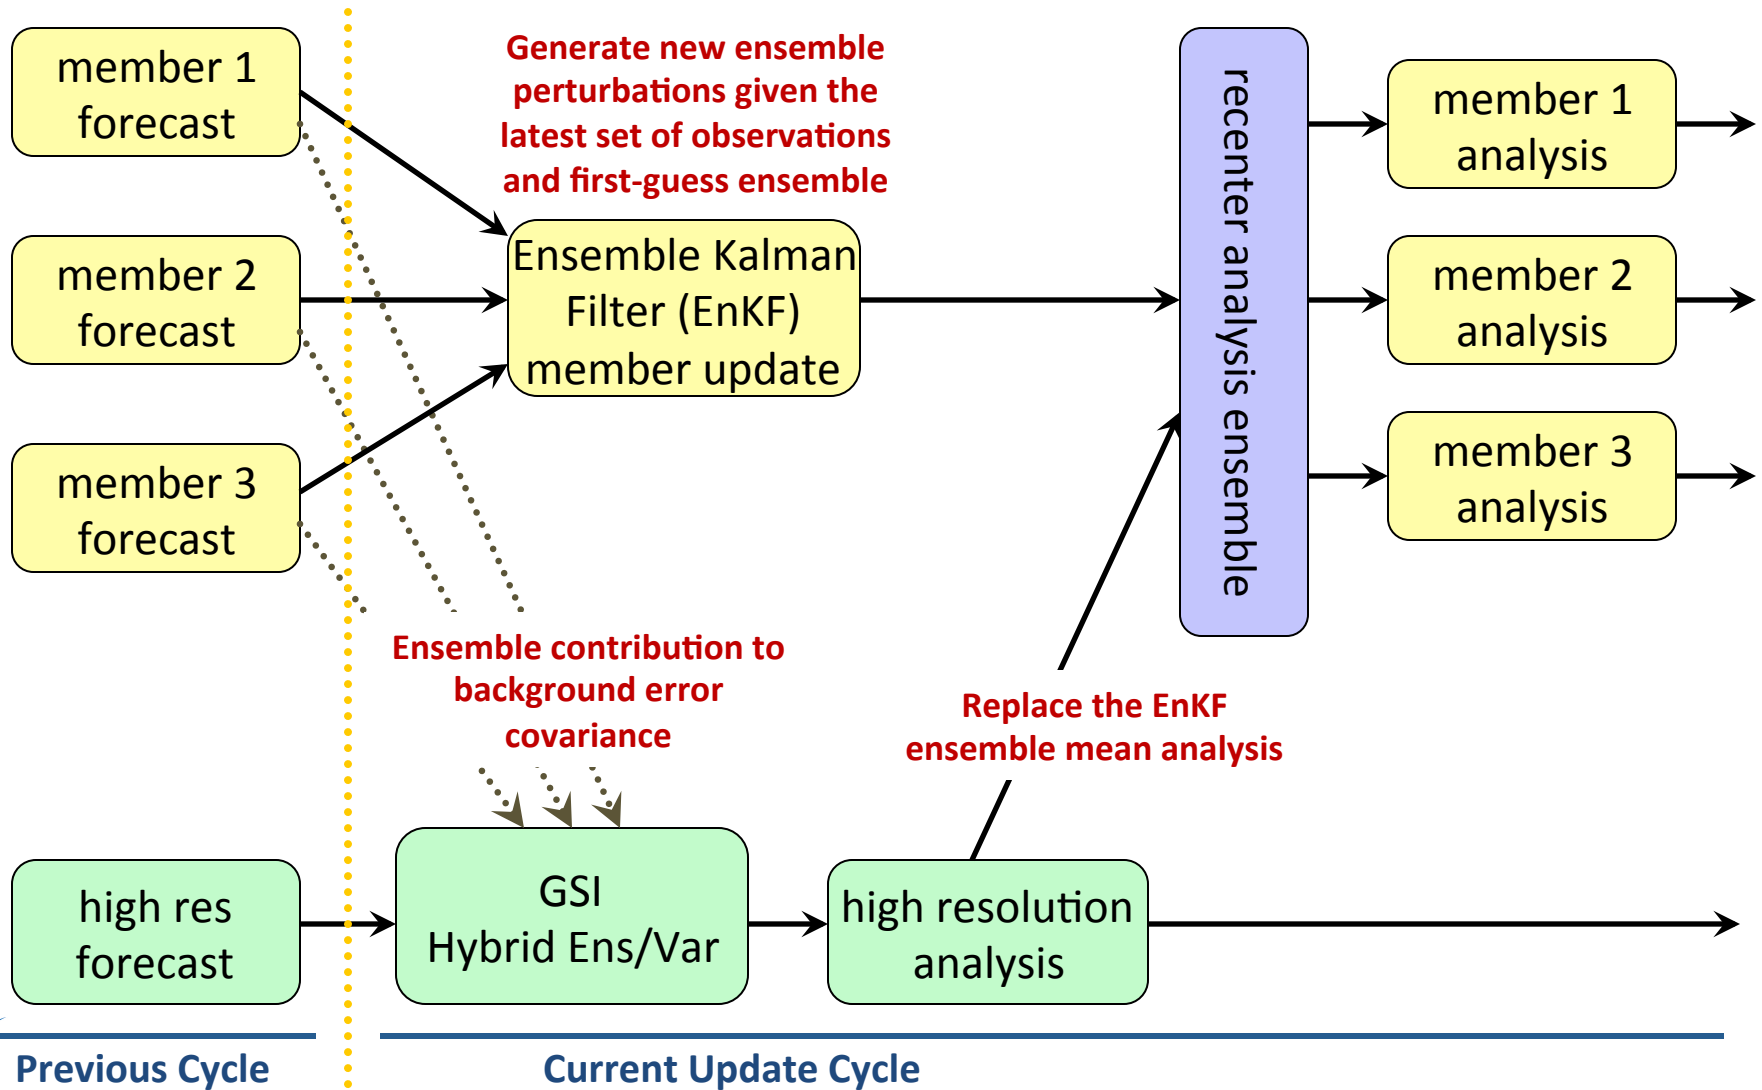 member 1
forecast
member 2
forecast
member 3
forecast
Generate new ensemble
perturbations given the
latest set of observations
and first-guess ensemble
Ensemble Kalman
Filter (EnKF)
member update
recenter analysis ensemble
member 1
analysis
member 2
analysis
member 3
analysis
Ensemble contribution to
background error
covariance
Replace the EnKF
ensemble mean analysis
high res
forecast
GSI
Hybrid Ens/Var
high resolution
analysis
Previous Cycle
Current Update Cycle